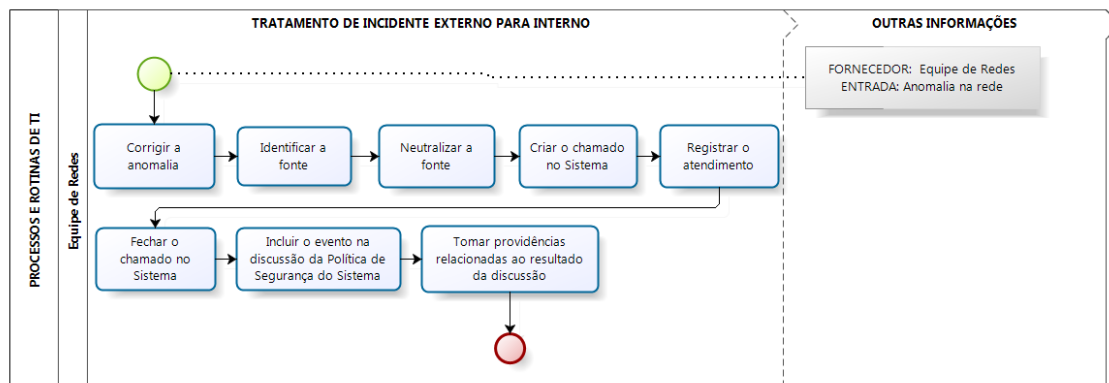 TRATAMENTO DE INCIDENTE EXTERNO PARA INTERNO
OUTRAS INFORMAÇÕES
PROCESSOS E ROTINAS DE TI
Equipe de Redes
FORNECEDOR: Equipe de Redes
ENTRADA: Anomalia na rede
Corrigir a
anomalia
Identificar a
fonte
Neutralizar a
fonte
Criar o chamado
no Sistema
Registrar o
atendimento
Fechar o
chamado no
Sistema
Incluir o evento na
discussão da Política de
Segurança do Sistema
Tomar providências
relacionadas ao resultado
da discussão